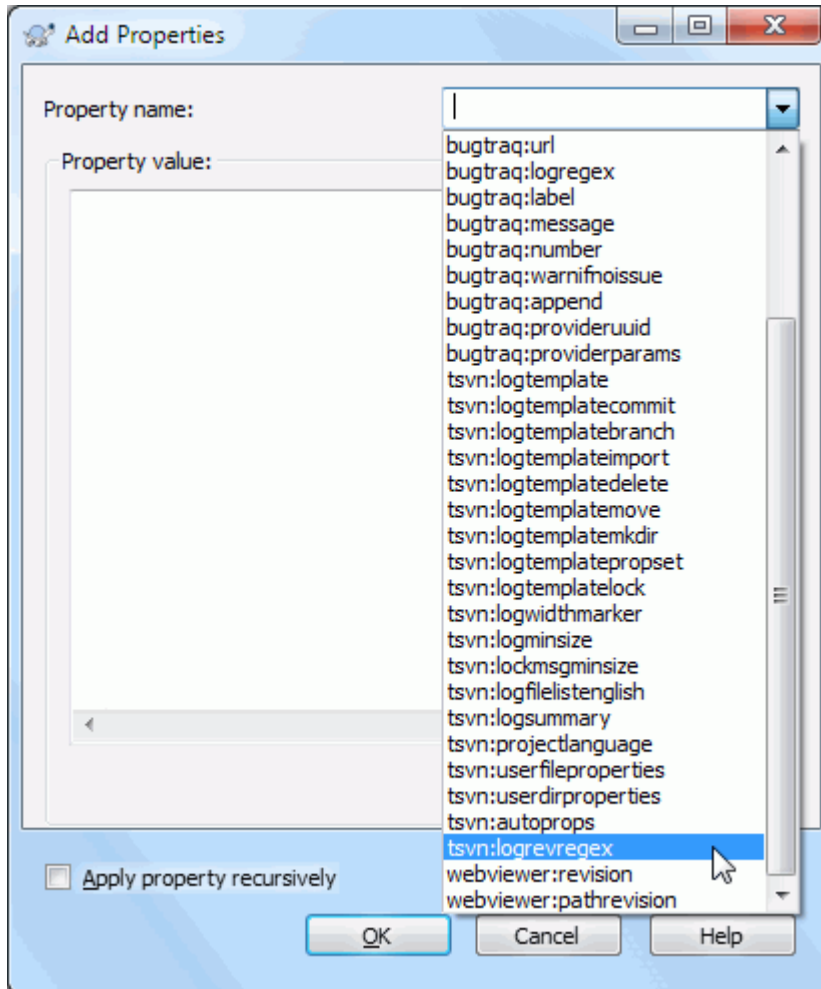 Add Properties
Property name:
Property value:
bugtraq:url
bugtraq:logregex
bugtraq:label
bugtraq:message
bugtraq:number
bugtraq:warnifnoissue
bugtraq:append
bugtraq:provideruuid
bugtraq:providerparams
tsvn:logtemplate
tsvn:logtemplatecommit
tsvn:logtemplatebranch
tsvn:logtemplateimport
tsvn:logtemplatedelete
tsvn:logtemplatemove
tsvn:logtemplatemkdir
tsvn:logtemplatepropset
tsvn:logtemplatelock
tsvn:logwidthmarker
tsvn:logminsize
tsvn:lockmsgminsize
tsvn:logfilelistenglish
tsvn:logsummary
tsvn:projectlanguage
tsvn:userfileproperties
tsvn:userdirproperties
tsvn:autoprops
tsvn:logrevregex
webviewer:revision
webviewer:pathrevision
Apply property recursively
OK
Cancel
Help